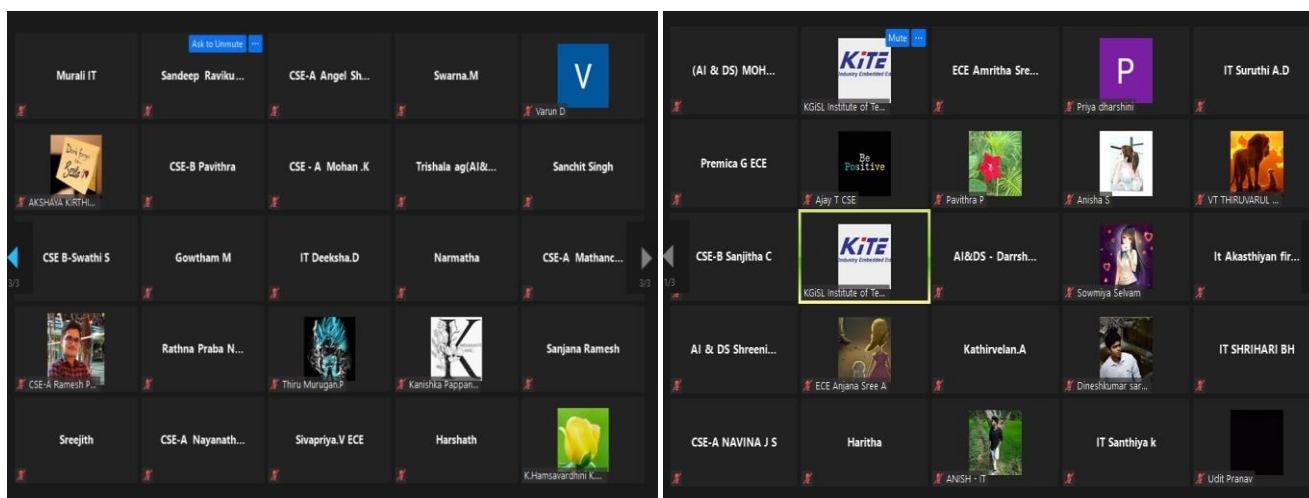 Ask to Unmute ...
Murali IT
Sandeep Raviku...
CSE-A Angel Sh...
Swarna.M
V
Varun D
AKSHAYA KIRTHI...
CSE-B Pavithra
CSE - A Mohan .K
Trishala ag(AI&...
Sanchit Singh
CSE B-Swathi S
Gowtham M
IT Deeksha.D
Narmatha
CSE-A Mathanc...
3/3
3/3
CSE-A Ramesh P...
Rathna Praba N...
Thiru Murugan.P
Kanishka Pappan...
Sanjana Ramesh
Sreejith
CSE-A Nayanath...
Sivapriya.V ECE
Harshath
K.Hamsavardhini K....
Mute ...
(AI & DS) MOH...
KiTE
Industry Embedded Ed
KGiSL Institute of Te...
ECE Amritha Sre...
P
Priya dharshini
IT Suruthi A.D
Premica G ECE
Be
Positive
Ajay T CSE
Pavithra P
Anisha S
VT THIRUVARUL ...
CSE-B Sanjitha C
1/3
KiTE
Industry Embedded Ed
KGiSL Institute of Te...
AI&DS - Darrsh...
Sowmiya Selvam
It Akasthiyan fir...
AI & DS Shreeni...
ECE Anjana Sree A
Kathirvelan.A
Dineshkumar sar...
IT SHRIHARI BH
CSE-A NAVINA J S
Haritha
ANISH - IT
IT Santhiya k
Udit Pranav